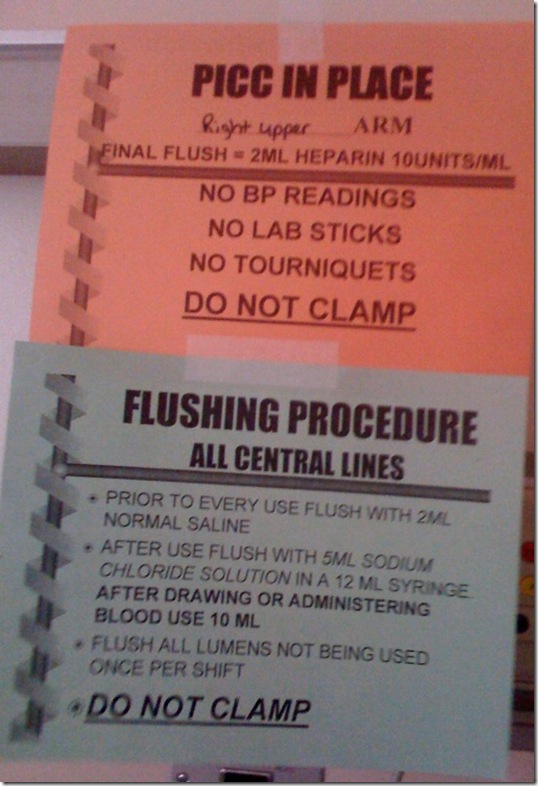 PICC IN PLACE
Right upper ARM
FINAL FLUSH = 2ML HEPARIN 10UNITS/ML
NO BP READINGS
NO LAB STICKS
NO TOURNIQUETS
DO NOT CLAMP
FLUSHING PROCEDURE
ALL CENTRAL LINES
PRIOR TO EVERY USE FLUSH WITH 2ML
NORMAL SALINE
AFTER USE FLUSH WITH 5ML SODIUM
CHLORIDE SOLUTION IN A 12 ML SYRINGE.
AFTER DRAWING OR ADMINISTERING
BLOOD USE 10 ML
FLUSH ALL LUMENS NOT BEING USED
ONCE PER SHIFT
DO NOT CLAMP